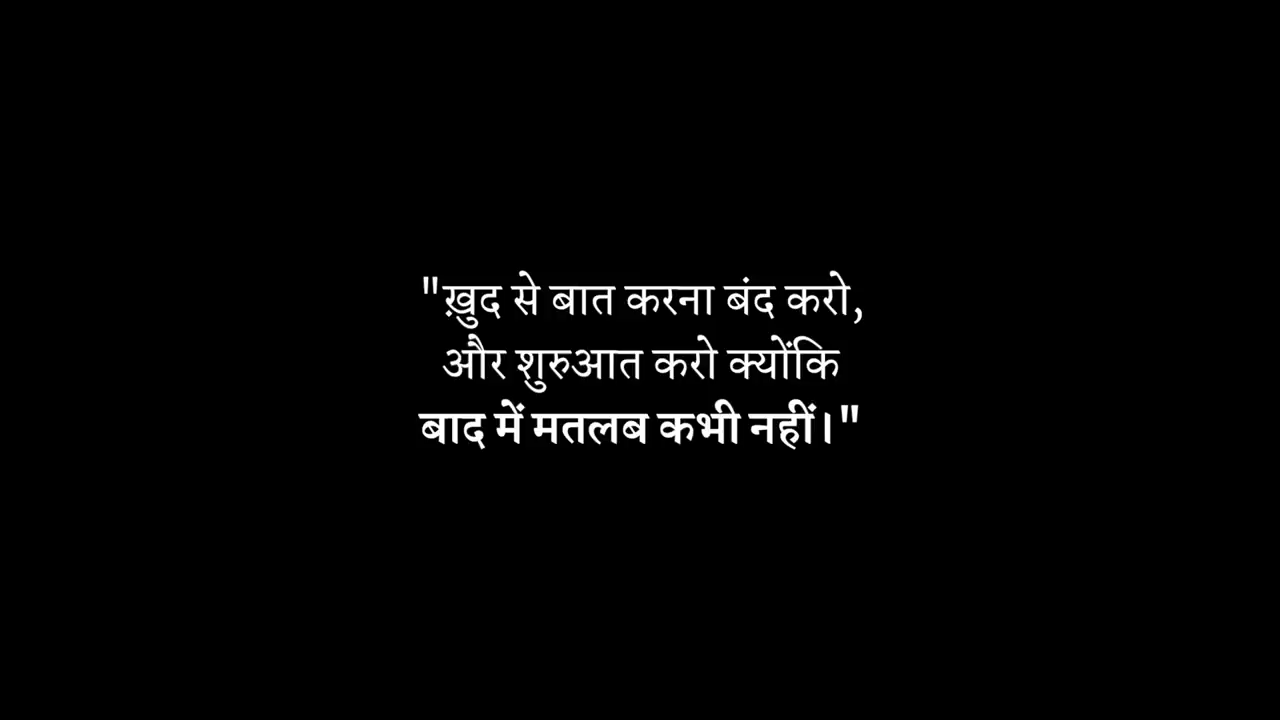 "ख़ुद से बात करना बंद करो,
और शुरुआत करो क्योंकि
बाद में मतलब कभी नहीं।"